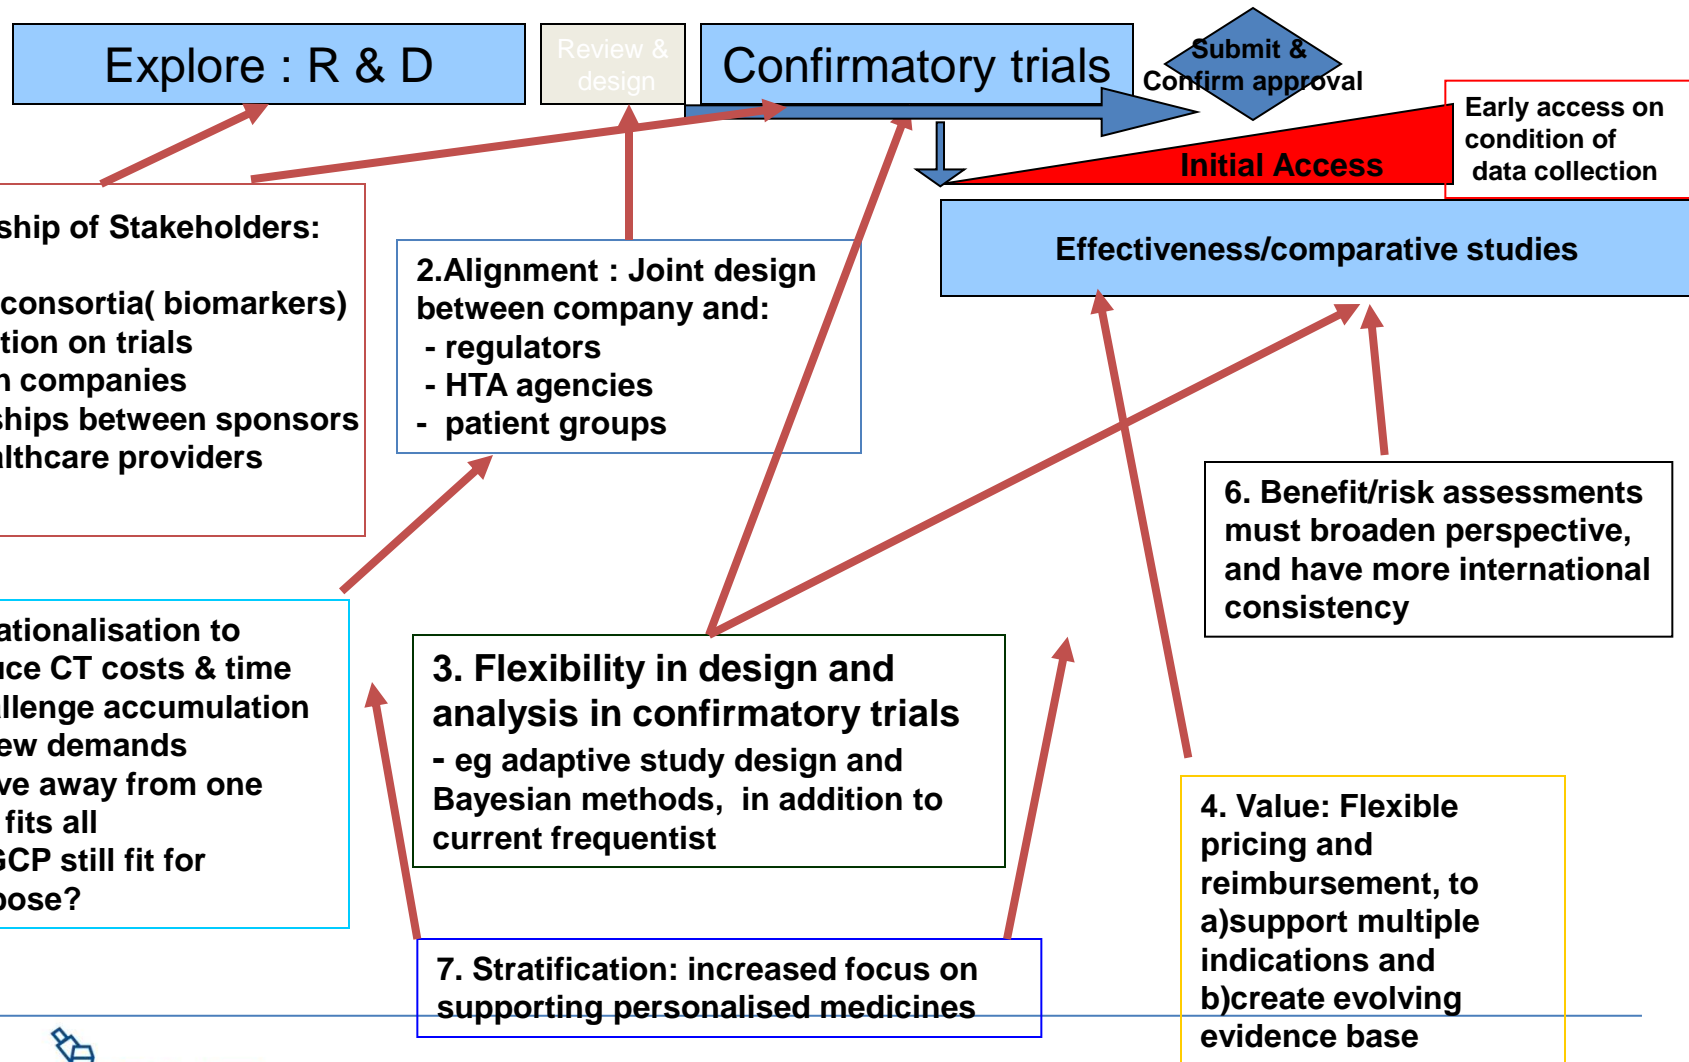 Explore : R & D
Review &
design
Confirmatory trials
Submit &
Confirm approval
Early access on
condition of
data collection
Initial Access
Effectiveness/comparative studies
ship of Stakeholders:
consortia( biomarkers)
tion on trials
n companies
ships between sponsors
althcare providers
2.Alignment : Joint design
between company and:
- regulators
- HTA agencies
- patient groups
6. Benefit/risk assessments
must broaden perspective,
and have more international
consistency
ationalisation to
uce CT costs & time
allenge accumulation
ew demands
ve away from one
fits all
GCP still fit for
pose?
3. Flexibility in design and
analysis in confirmatory trials
- eg adaptive study design and
Bayesian methods, in addition to
current frequentist
4. Value: Flexible
pricing and
reimbursement, to
a)support multiple
indications and
b)create evolving
evidence base
7. Stratification: increased focus on
supporting personalised medicines